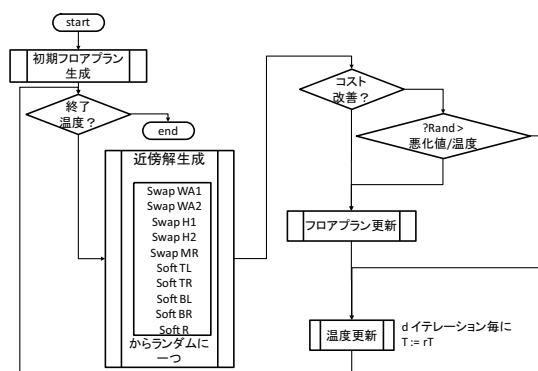 start
初期フロアプラン
生成
終了
温度？
end
近傍解生成
Swap WA1
Swap WA2
Swap H1
Swap H2
Swap MR
Soft TL
Soft TR
Soft BL
Soft BR
Soft R
からランダムに
一つ
コスト
改善？
?Rand >
悪化値/温度
フロアプラン更新
温度更新
d イテレーション毎に
T := rT